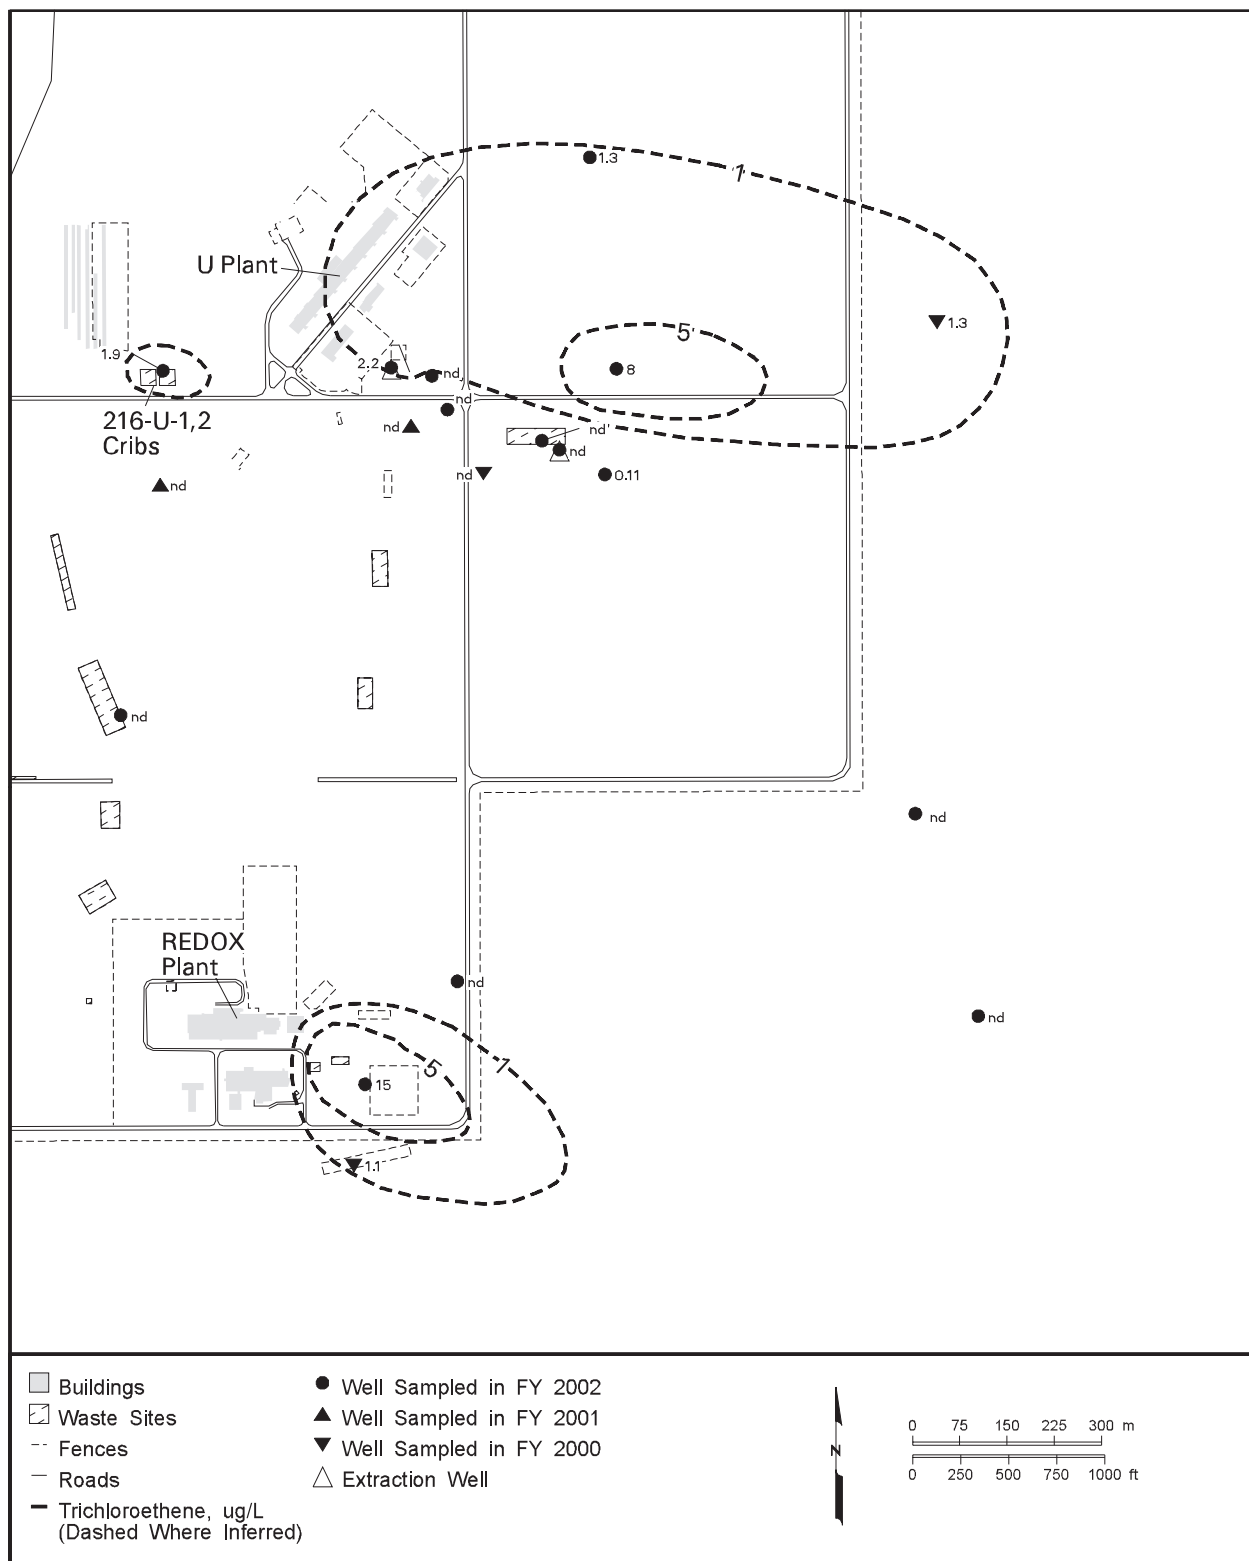 1.3
1
U Plant
1.3
5
1.9
2.2
nd
8
nd
216-U-1,2
Cribs
nd
nd
nd
nd
0.11
nd
nd
nd
REDOX
Plant
nd
nd
5
1
15
1.1
Buildings
Waste Sites
Fences
Roads
Trichloroethene, ug/L
(Dashed Where Inferred)
Well Sampled in FY 2002
Well Sampled in FY 2001
Well Sampled in FY 2000
Extraction Well
N
0 75 150 225 300 m
0 250 500 750 1000 ft